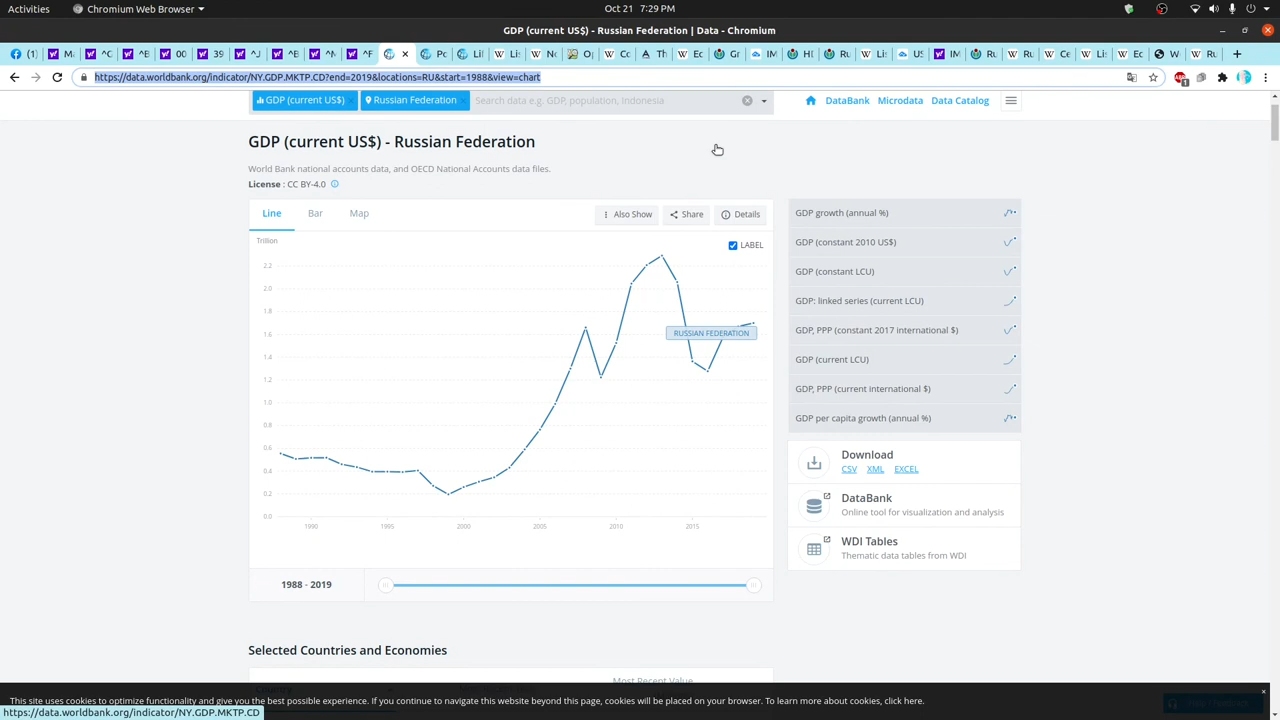 Activities
Chromium Web Browser
Oct 21 7:29 PM
GDP (current US$) - Russian Federation | Data - Chromium
(1)
https://data.worldbank.org/indicator/NY.GDP.MKTP.CD?end=2019&locations=RU&start=1988&view=chart
GDP (current US$)
Russian Federation
Search data e.g. GDP, population, Indonesia
DataBank
Microdata
Data Catalog
GDP (current US$) - Russian Federation
World Bank national accounts data, and OECD National Accounts data files.
License : CC BY-4.0
Line
Bar
Map
Also Show
Share
Details
Trillion
LABEL
2.2
2.0
1.8
1.6
1.4
1.2
1.0
0.8
0.6
0.4
0.2
0.0
RUSSIAN FEDERATION
1990
1995
2000
2005
2010
2015
1988 - 2019
GDP growth (annual %)
GDP (constant 2010 US$)
GDP (constant LCU)
GDP: linked series (current LCU)
GDP, PPP (constant 2017 international $)
GDP (current LCU)
GDP, PPP (current international $)
GDP per capita growth (annual %)
Download
CSV
XML
EXCEL
DataBank
Online tool for visualization and analysis
WDI Tables
Thematic data tables from WDI
Selected Countries and Economies
Country
Most Recent Value
This site uses cookies to optimize functionality and give you the best possible experience. If you continue to navigate this website beyond this page, cookies will be placed on your browser. To learn more about cookies, click here.
https://data.worldbank.org/indicator/NY.GDP.MKTP.CD